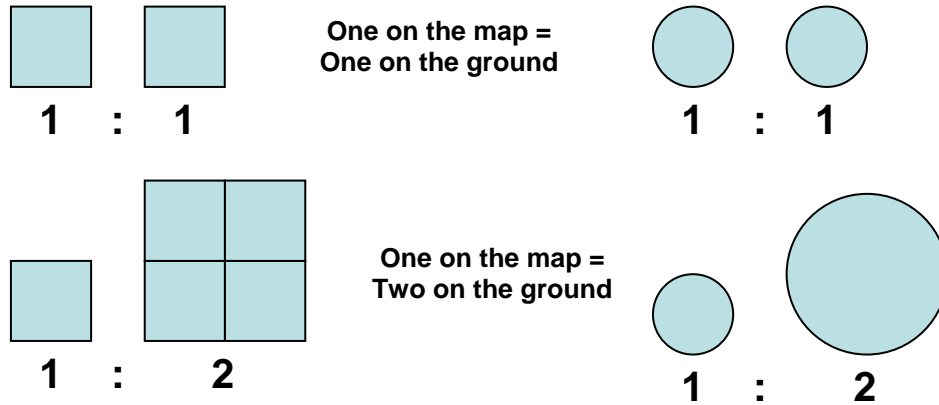 One on the map =
One on the ground
1 : 1
1 : 1
One on the map =
Two on the ground
1 : 2
1 : 2